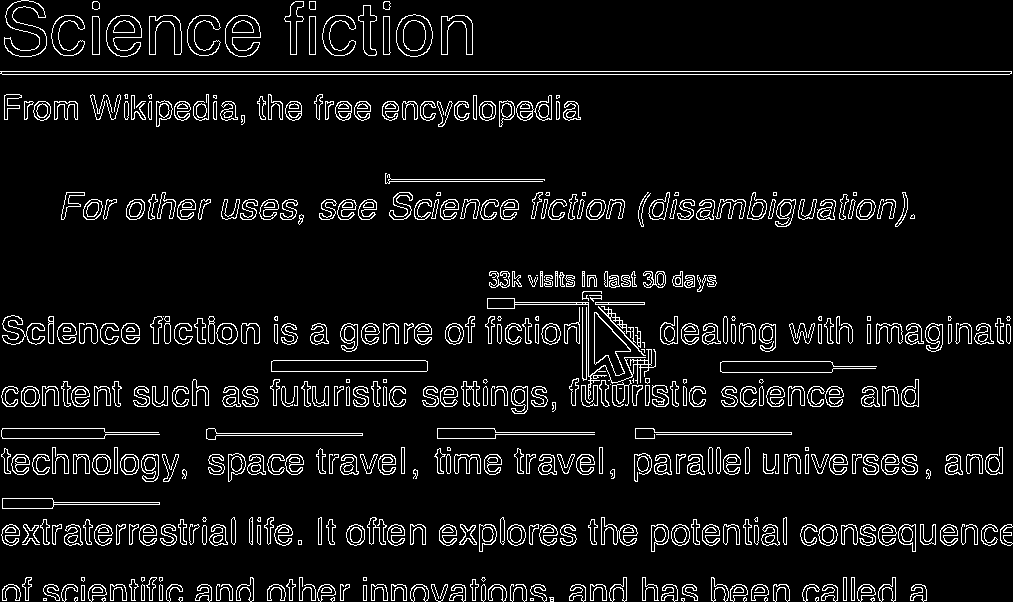 Science fiction
From Wikipedia, the free encyclopedia
For other uses, see Science fiction (disambiguation).
33k visits in last 30 days
Science fiction is a genre of fiction dealing with imaginati
content such as futuristic settings, futuristic science and
technology, space travel, time travel, parallel universes, and
extraterrestrial life. It often explores the potential consequence
of scientific and other innovations, and has been called a